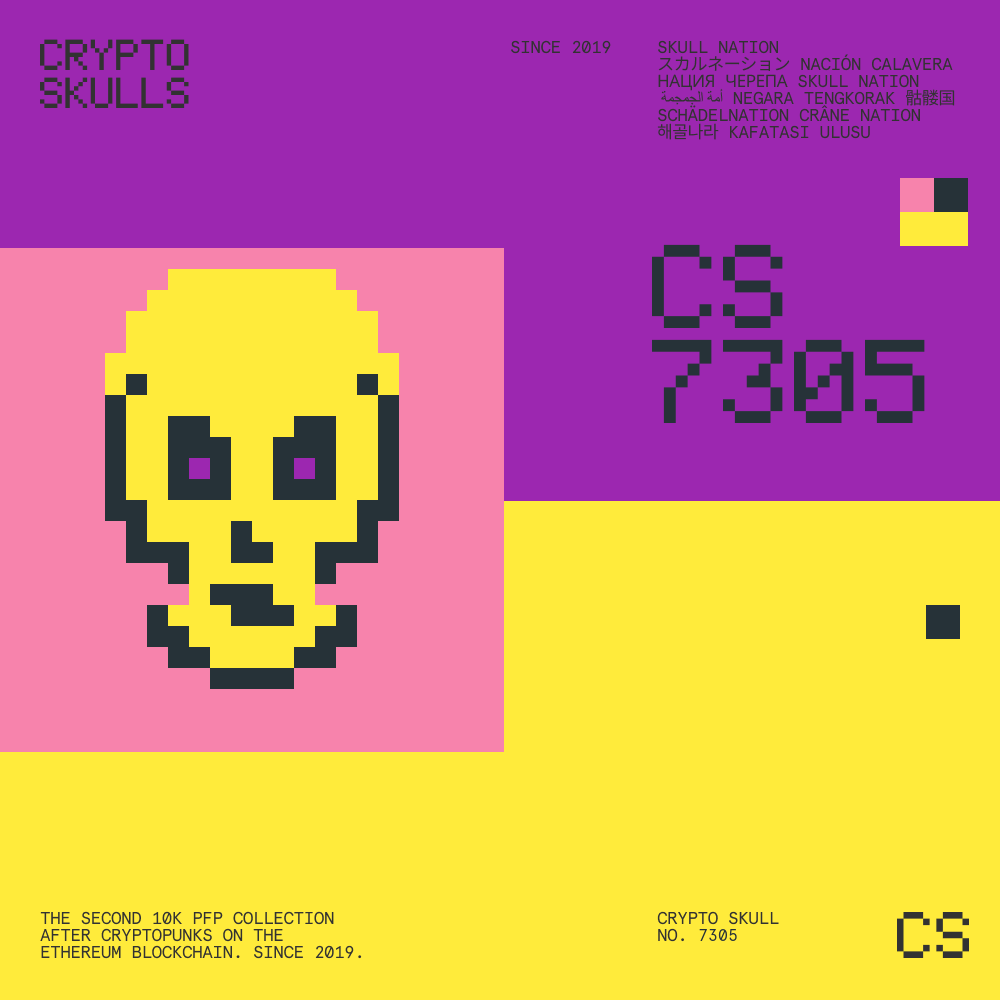 CRYPTO
SKULLS
SINCE 2019
SKULL NATION
スカルネーション NACIÓN CALAVERA
НАЦИЯ ЧЕРЕПА SKULL NATION
أمة الجمجمة NEGARA TENGKORAK 骷髅国
SCHÄDELNATION CRÂNE NATION
해골나라 KAFATASI ULUSU
CS
7305
THE SECOND 10K PFP COLLECTION
AFTER CRYPTOPUNKS ON THE
ETHEREUM BLOCKCHAIN. SINCE 2019.
CRYPTO SKULL
NO. 7305
CS